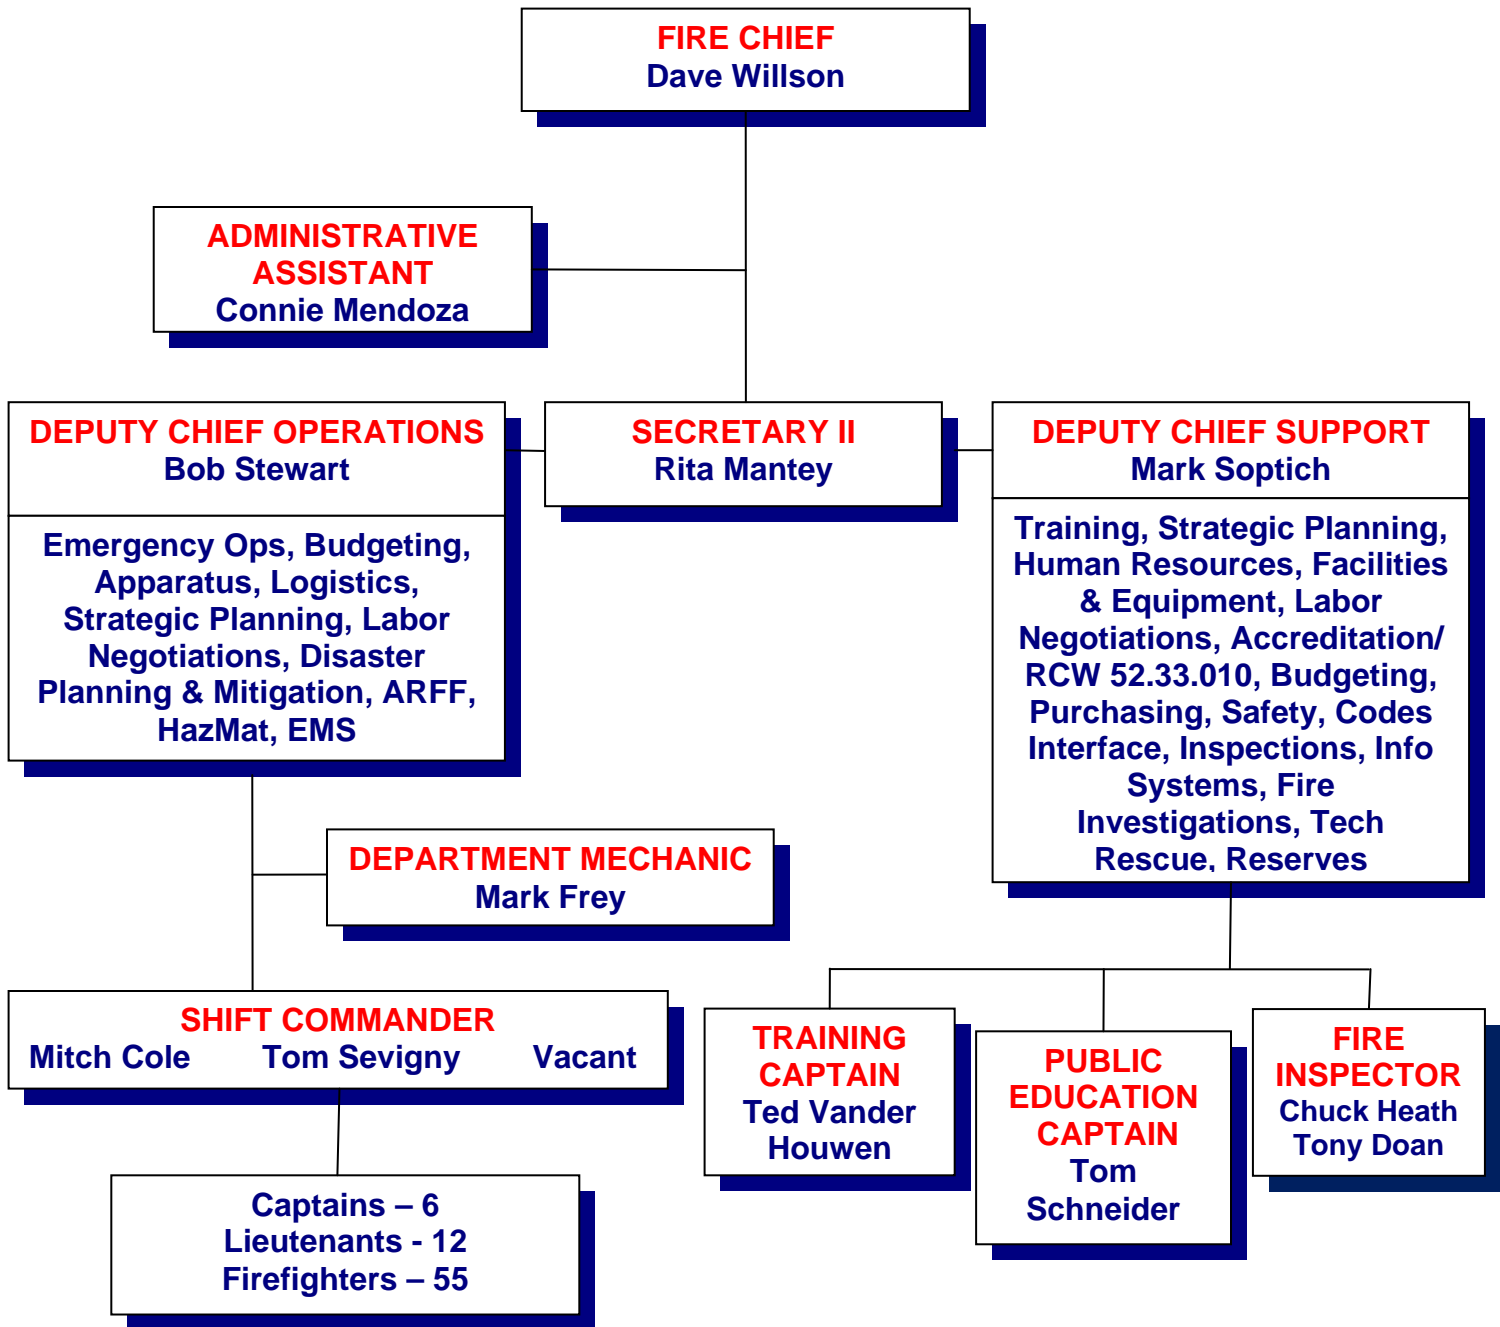 FIRE CHIEF
Dave Willson
ADMINISTRATIVE
ASSISTANT
Connie Mendoza
DEPUTY CHIEF OPERATIONS
Bob Stewart
Emergency Ops, Budgeting,
Apparatus, Logistics,
Strategic Planning, Labor
Negotiations, Disaster
Planning & Mitigation, ARFF,
HazMat, EMS
SECRETARY II
Rita Mantey
DEPUTY CHIEF SUPPORT
Mark Soptich
Training, Strategic Planning,
Human Resources, Facilities
& Equipment, Labor
Negotiations, Accreditation/
RCW 52.33.010, Budgeting,
Purchasing, Safety, Codes
Interface, Inspections, Info
Systems, Fire
Investigations, Tech
Rescue, Reserves
DEPARTMENT MECHANIC
Mark Frey
SHIFT COMMANDER
Mitch Cole Tom Sevigny Vacant
Captains – 6
Lieutenants - 12
Firefighters – 55
TRAINING
CAPTAIN
Ted Vander
Houwen
PUBLIC
EDUCATION
CAPTAIN
Tom
Schneider
FIRE
INSPECTOR
Chuck Heath
Tony Doan